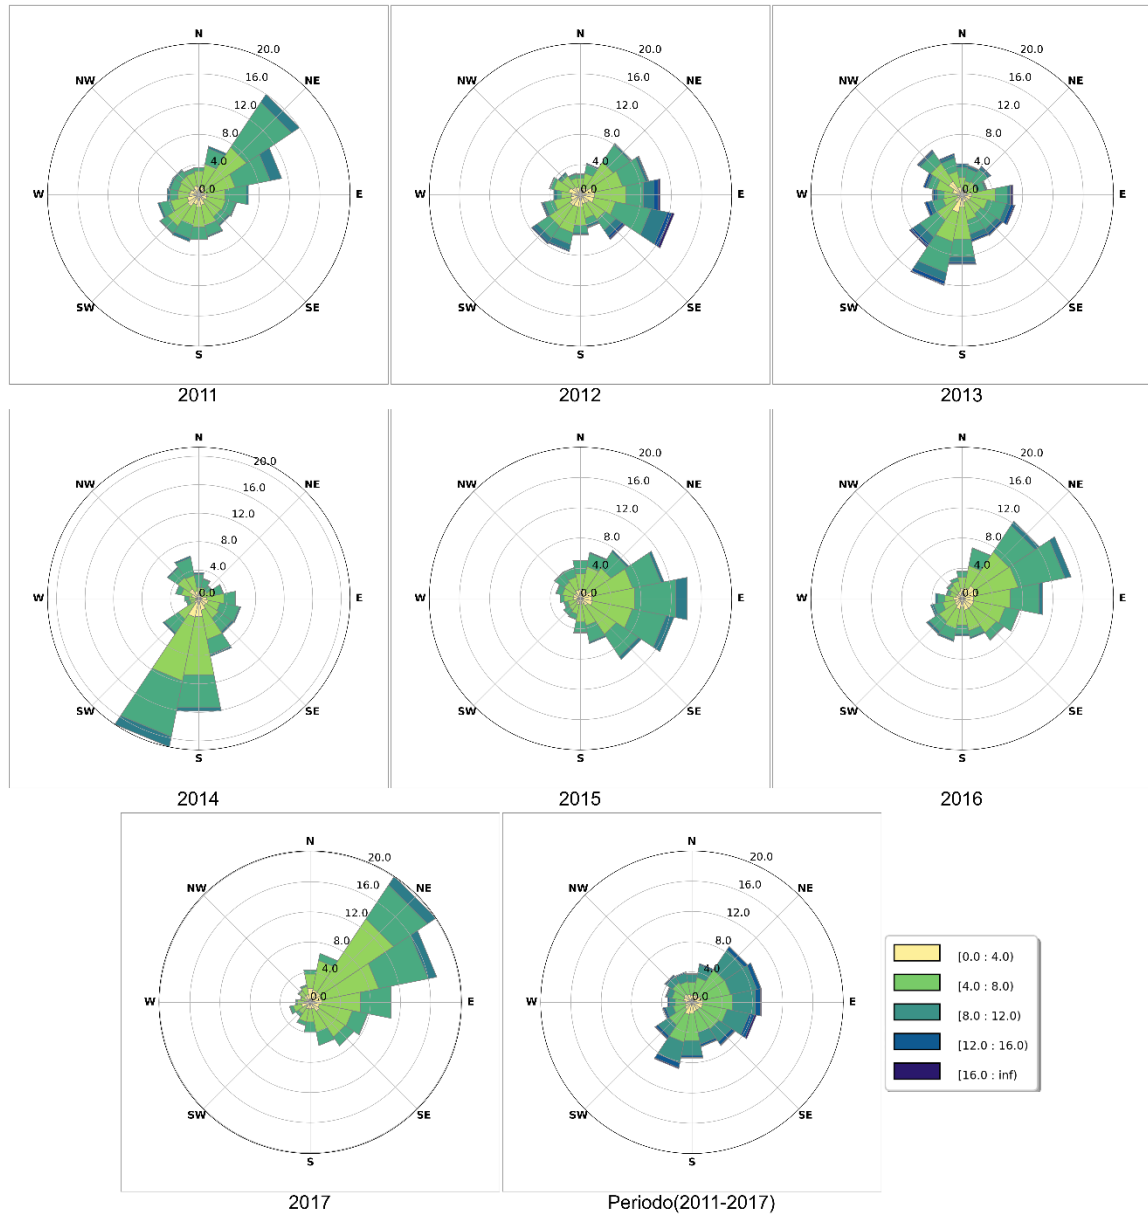 N
20.0
NW
NE
16.0
12.0
8.0
4.0
W
0.0
E
SW
SE
S
2011
N
20.0
NW
NE
16.0
12.0
8.0
4.0
W
0.0
E
SW
SE
S
2012
N
20.0
NW
NE
16.0
12.0
8.0
4.0
W
0.0
E
SW
SE
S
2013
N
20.0
NW
NE
16.0
12.0
8.0
4.0
W
0.0
E
SW
SE
S
2014
N
20.0
NW
NE
16.0
12.0
8.0
4.0
W
0.0
E
SW
SE
S
2015
N
20.0
NW
NE
16.0
12.0
8.0
4.0
W
0.0
E
SW
SE
S
2016
N
20.0
NW
NE
16.0
12.0
8.0
4.0
W
0.0
E
SW
SE
S
2017
N
20.0
NW
NE
16.0
12.0
8.0
4.0
W
0.0
E
SW
SE
S
Periodo(2011-2017)
[0.0 : 4.0)
[4.0 : 8.0)
[8.0 : 12.0)
[12.0 : 16.0)
[16.0 : inf)